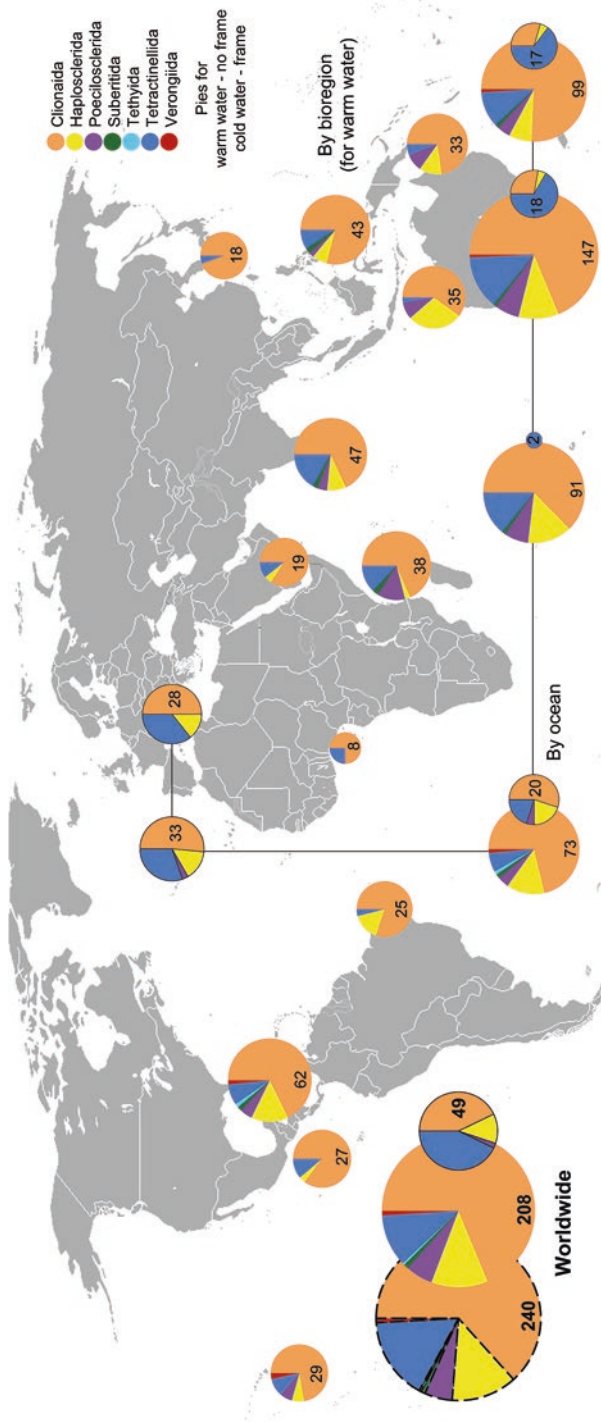 Clionaida
Haplosclerida
Poecilosclerida
Suberitida
Tethyida
Tetractinellida
Verongiida
Pies for
warm water - no frame
cold water - frame
By bioregion
(for warm water)
33
28
18
19
62
27
29
47
43
38
8
25
35
33
By ocean
73
20
91
2
147
18
99
17
Worldwide
240
208
49